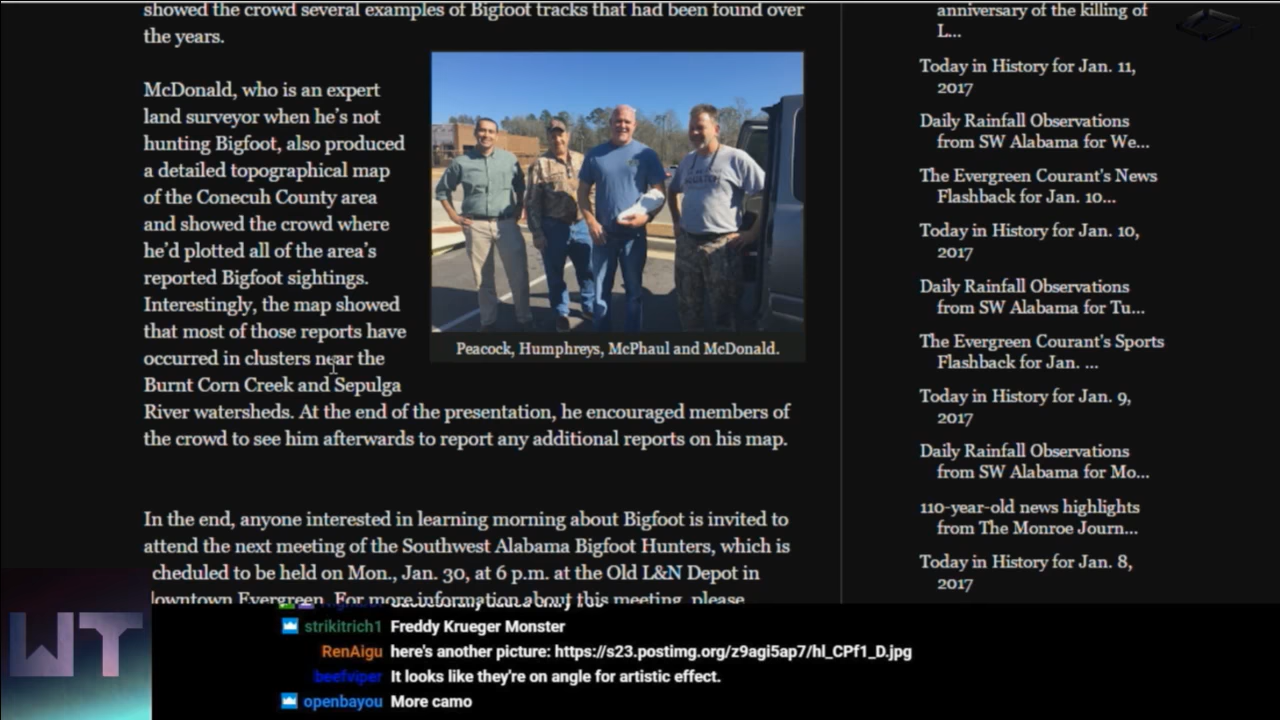 showed the crowd several examples of Bigfoot tracks that had been found over
the years.
McDonald, who is an expert
land surveyor when he's not
hunting Bigfoot, also produced
a detailed topographical map
of the Conecuh County area
and showed the crowd where
he'd plotted all of the area's
reported Bigfoot sightings.
Interestingly, the map showed
that most of those reports have
occurred in clusters near the
Burnt Corn Creek and Sepulga
River watersheds. At the end of the presentation, he encouraged members of
the crowd to see him afterwards to report any additional reports on his map.
Peacock, Humphreys, McPhaul and McDonald.
In the end, anyone interested in learning morning about Bigfoot is invited to
attend the next meeting of the Southwest Alabama Bigfoot Hunters, which is
cheduled to be held on Mon., Jan. 30, at 6 p.m. at the Old L&N Depot in
lowntown Evergreen. For more information about this meeting, please
anniversary of the killing of
L...
Today in History for Jan. 11,
2017
Daily Rainfall Observations
from SW Alabama for We...
The Evergreen Courant's News
Flashback for Jan. 10...
Today in History for Jan. 10,
2017
Daily Rainfall Observations
from SW Alabama for Tu...
The Evergreen Courant's Sports
Flashback for Jan. ...
Today in History for Jan. 9,
2017
Daily Rainfall Observations
from SW Alabama for Mo...
110-year-old news highlights
from The Monroe Journ...
Today in History for Jan. 8,
2017
WT
strikitrich1 Freddy Krueger Monster
RenAigu here's another picture: https://s23.postimg.org/z9agi5ap7/hl_CPf1_D.jpg
beefviper It looks like they're on angle for artistic effect.
openbayou More camo